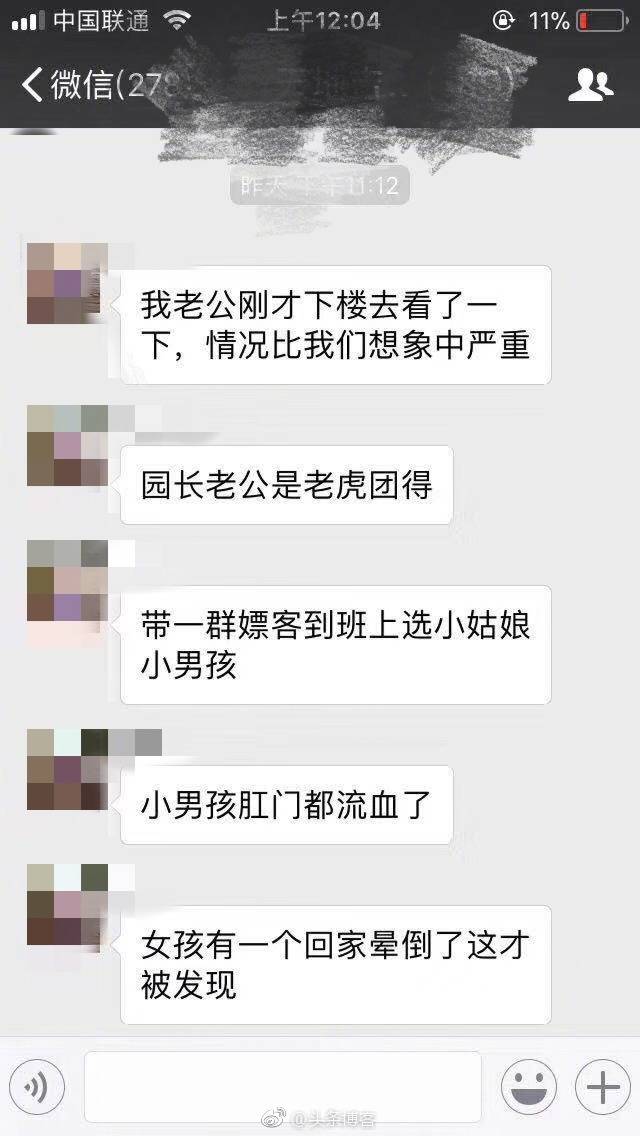 中国联通
上午12:04
11%
微信(279
昨天 下午11:12
我老公刚才下楼去看了一
下，情况比我们想象中严重
园长老公是老虎团得
带一群嫖客到班上选小姑娘
小男孩
小男孩肛门都流血了
女孩有一个回家晕倒了这才
被发现
@头条博客